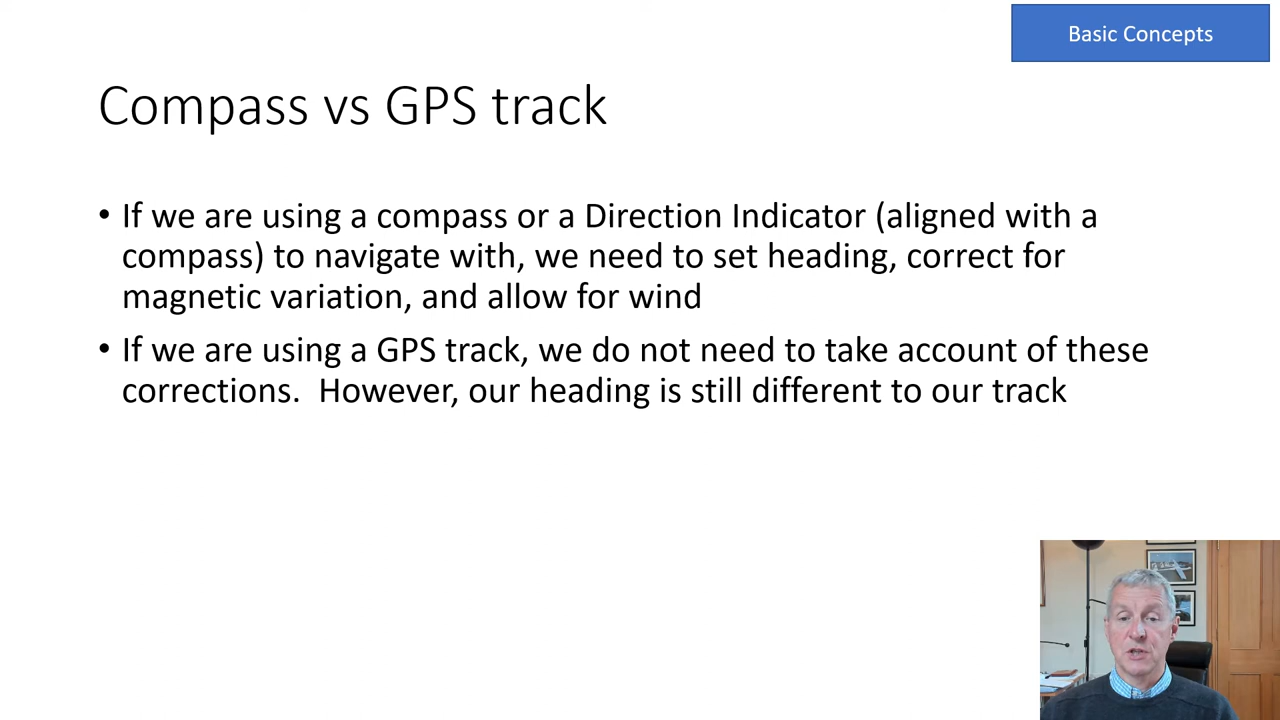 Basic Concepts
Compass vs GPS track
• If we are using a compass or a Direction Indicator (aligned with a
compass) to navigate with, we need to set heading, correct for
magnetic variation, and allow for wind
• If we are using a GPS track, we do not need to take account of these
corrections.  However, our heading is still different to our track